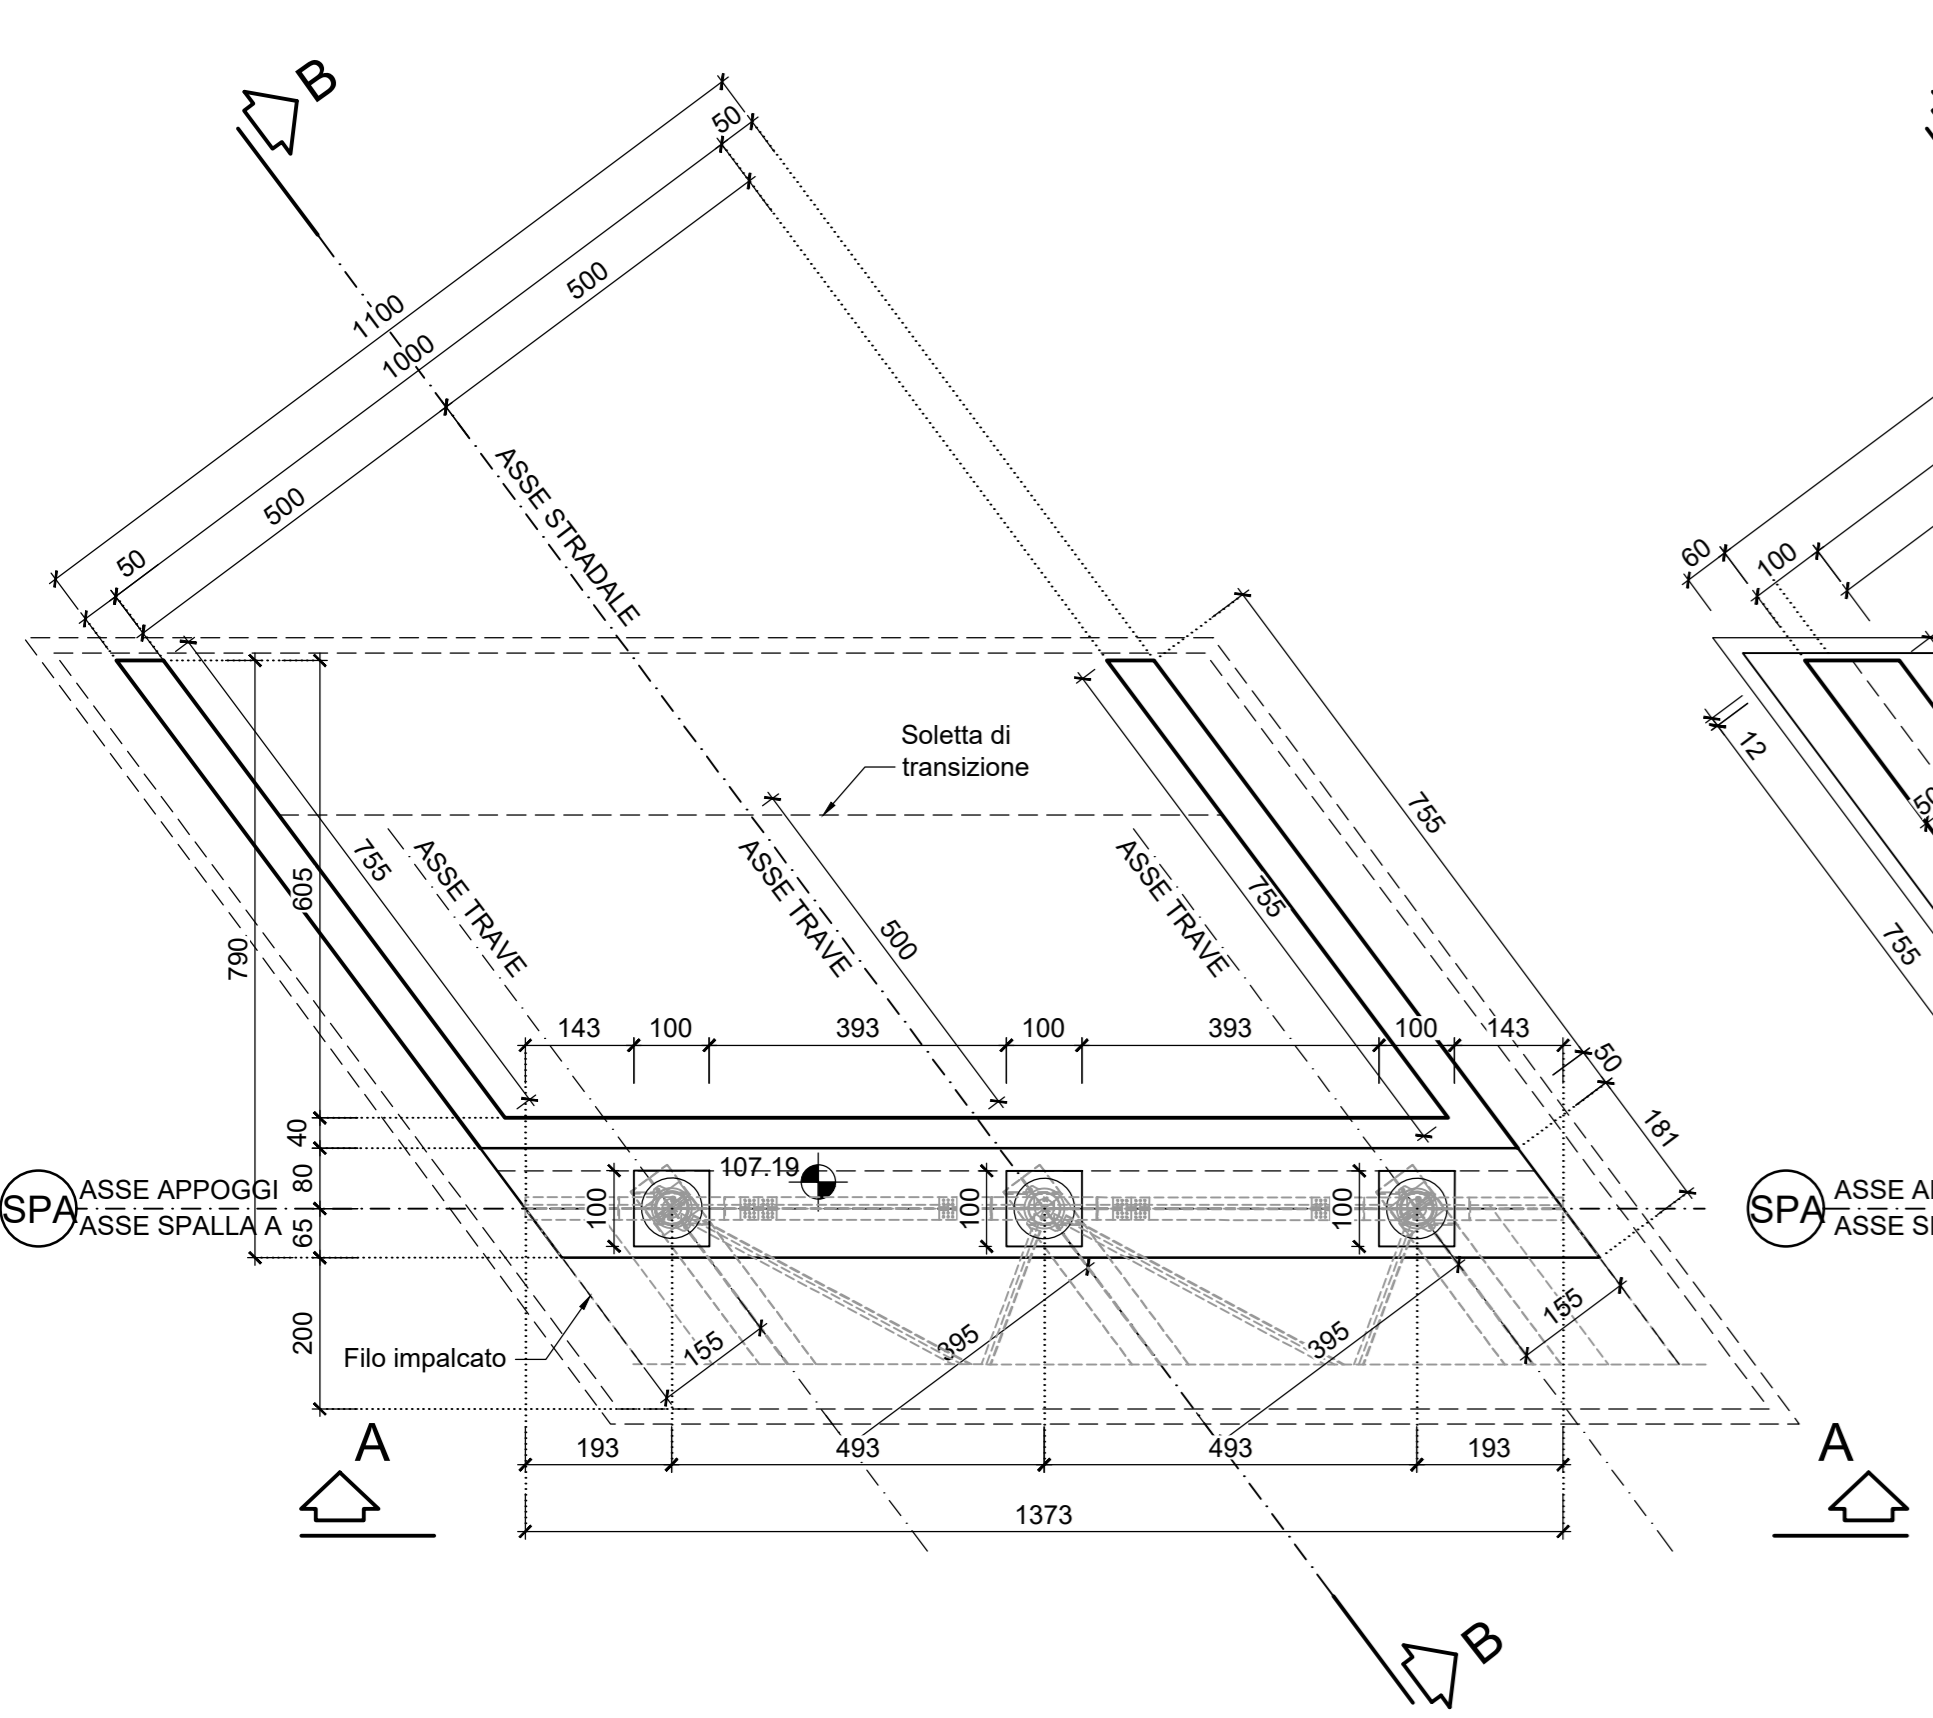 B
50
1100
1000
500
500
50
ASSE STRADALE
60
100
12
Soletta di
transizione
755
755
755
755
ASSE TRAVE
ASSE TRAVE
ASSE TRAVE
500
605
790
143
100
393
100
393
100
143
50
181
40
80
65
200
107.19
100
100
100
SPA
ASSE APPOGGI
ASSE SPALLA A
SPA
Filo impalcato
155
395
395
155
A
193
493
493
193
A
1373
B